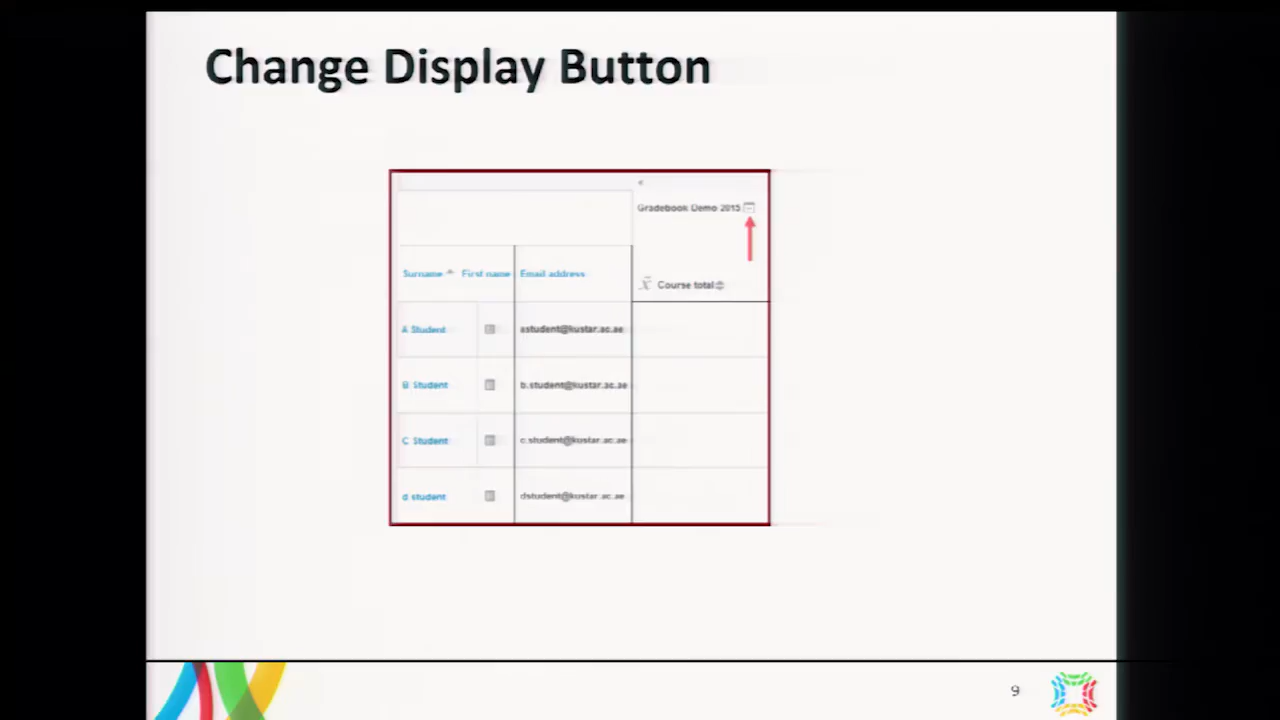 Change Display Button
Gradebook Demo 2015
Surname First name Email address
x̄ Course total
A Student astudent@kustar.ac.ae
B Student b.student@kustar.ac.ae
C Student c.student@kustar.ac.ae
d student dstudent@kustar.ac.ae
9